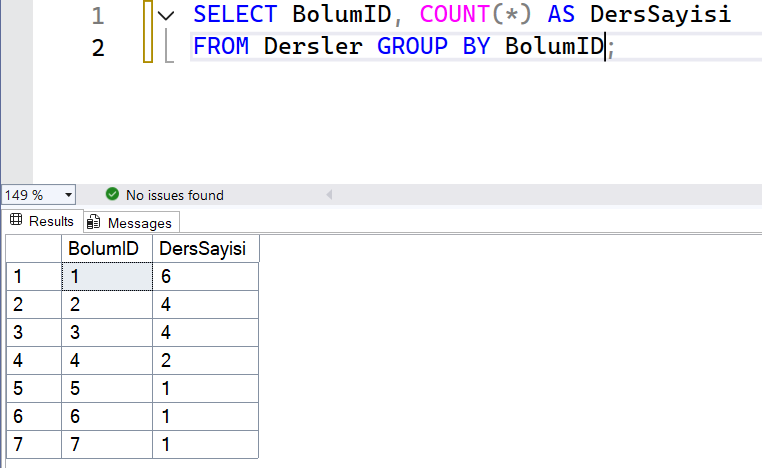 1 SELECT BolumID, COUNT(*) AS DersSayisi
2 FROM Dersler GROUP BY BolumID;
149 % No issues found
Results Messages
BolumID DersSayisi
1 1 6
2 2 4
3 3 4
4 4 2
5 5 1
6 6 1
7 7 1